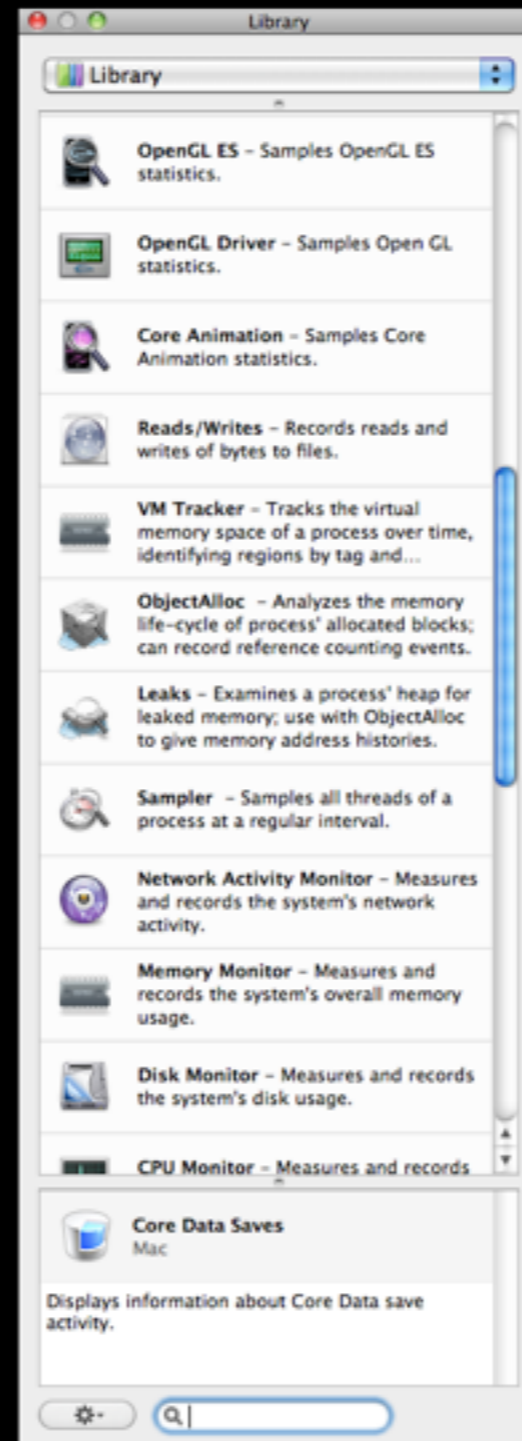 Library
Library
OpenGL ES – Samples OpenGL ES
statistics.
OpenGL Driver – Samples Open GL
statistics.
Core Animation – Samples Core
Animation statistics.
Reads/Writes – Records reads and
writes of bytes to files.
VM Tracker – Tracks the virtual
memory space of a process over time,
identifying regions by tag and...
ObjectAlloc – Analyzes the memory
life-cycle of process' allocated blocks;
can record reference counting events.
Leaks – Examines a process' heap for
leaked memory; use with ObjectAlloc
to give memory address histories.
Sampler – Samples all threads of a
process at a regular interval.
Network Activity Monitor – Measures
and records the system's network
activity.
Memory Monitor – Measures and
records the system's overall memory
usage.
Disk Monitor – Measures and records
the system's disk usage.
CPU Monitor – Measures and records
Core Data Saves
Mac
Displays information about Core Data save
activity.